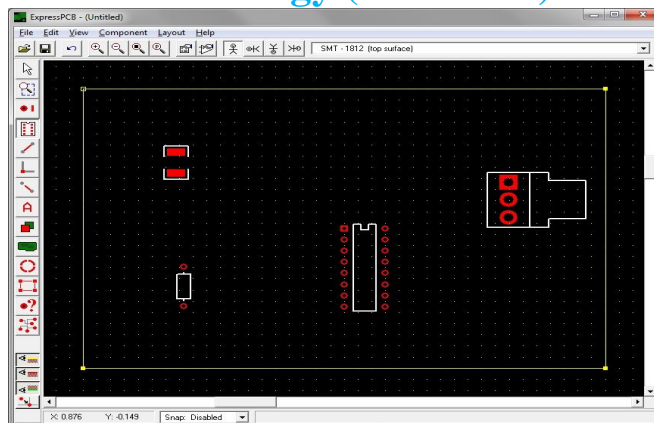 ExpressPCB - (Untitled)
File Edit View Component Layout Help
SMT - 1812 (top surface)
X: 0.876 Y: -0.149 Snap: Disabled